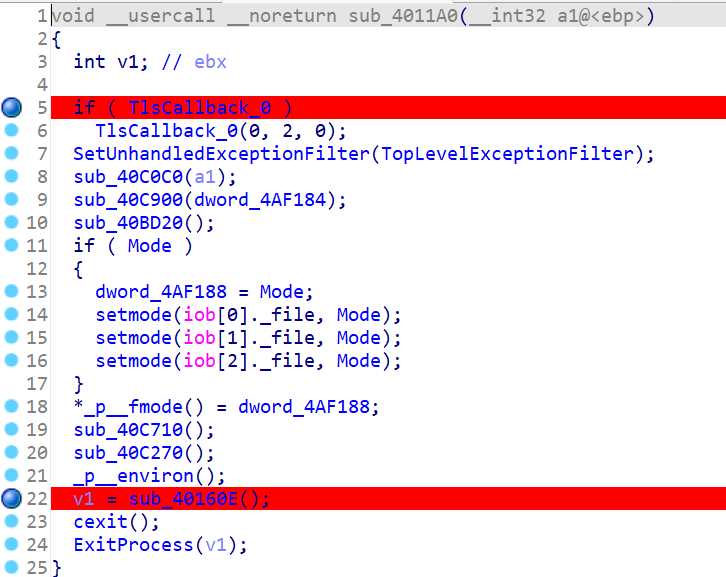 1 void __usercall __noreturn sub_4011A0(__int32 a1@<ebp>)
2 {
3   int v1; // ebx
4
5   if ( TlsCallback_0 )
6     TlsCallback_0(0, 2, 0);
7   SetUnhandledExceptionFilter(TopLevelExceptionFilter);
8   sub_40C0C0(a1);
9   sub_40C900(dword_4AF184);
10   sub_40BD20();
11   if ( Mode )
12   {
13     dword_4AF188 = Mode;
14     setmode(iob[0]._file, Mode);
15     setmode(iob[1]._file, Mode);
16     setmode(iob[2]._file, Mode);
17   }
18   *_p__fmode() = dword_4AF188;
19   sub_40C710();
20   sub_40C270();
21   _p__environ();
22   v1 = sub_40160E();
23   cexit();
24   ExitProcess(v1);
25 }